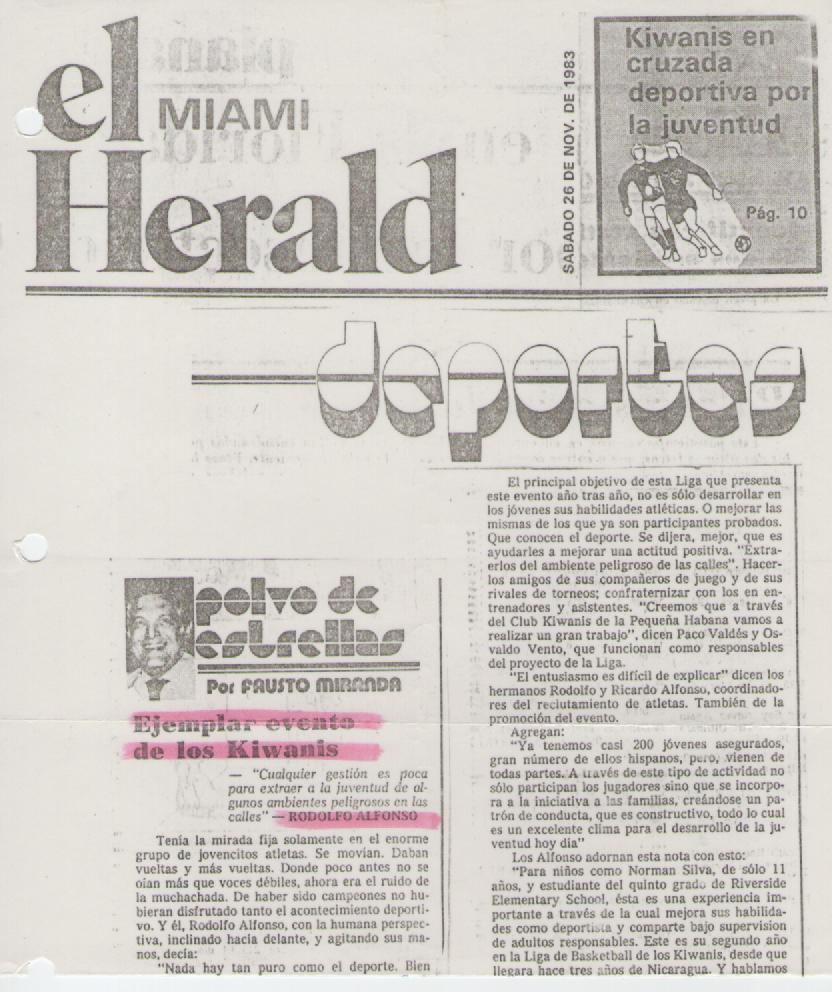 el
MIAMI
Herald
SABADO 26 DE NOV. DE 1983
Kiwanis en
cruzada
deportiva por
la juventud
Pág. 10
deportes
polvo de
estrellas
Por FAUSTO MIRANDA
Ejemplar evento
de los Kiwanis
— "Cualquier gestión es poca
para extraer a la juventud de al-
gunos ambientes peligrosos en las
calles" — RODOLFO ALFONSO
Tenía la mirada fija solamente en el enorme
grupo de jovencitos atletas. Se movían. Daban
vueltas y más vueltas. Donde poco antes no se
oían más que voces débiles, ahora era el ruido de
la muchachada. De haber sido campeones no hu-
bieran disfrutado tanto el acontecimiento deporti-
vo. Y él, Rodolfo Alfonso, con la humana perspec-
tiva, inclinado hacia delante, y agitando sus ma-
nos, decía:
"Nada hay tan puro como el deporte. Bien
El principal objetivo de esta Liga que presenta
este evento año tras año, no es sólo desarrollar en
los jóvenes sus habilidades atléticas. O mejorar las
mismas de los que ya son participantes probados.
Que conocen el deporte. Se dijera, mejor, que es
ayudarles a mejorar una actitud positiva. "Extra-
erlos del ambiente peligroso de las calles". Hacer-
los amigos de sus compañeros de juego y de sus
rivales de torneos; confraternizar con los en en-
trenadores y asistentes. "Creemos que a través
del Club Kiwanis de la Pequeña Habana vamos a
realizar un gran trabajo", dicen Paco Valdés y Os-
valdo Vento, que funcionan como responsables
del proyecto de la Liga.
"El entusiasmo es difícil de explicar" dicen los
hermanos Rodolfo y Ricardo Alfonso, coordinado-
res del reclutamiento de atletas. También de la
promoción del evento.
Agregan:
"Ya tenemos casi 200 jóvenes asegurados,
gran número de ellos hispanos, pero, vienen de
todas partes. A través de este tipo de actividad no
sólo participan los jugadores sino que se incorpo-
ra a la iniciativa a las familias, creándose un pa-
trón de conducta, que es constructivo, todo lo cual
es un excelente clima para el desarrollo de la ju-
ventud hoy día"
Los Alfonso adornan esta nota con esto:
"Para niños como Norman Silva, de sólo 11
años, y estudiante del quinto grado de Riverside
Elementary School, ésta es una experiencia im-
portante a través de la cual mejora sus habilida-
des como deportista y comparte bajo supervision
de adultos responsables. Este es su segundo año
en la Liga de Basketball de los Kiwanis, desde que
llegara hace tres años de Nicaragua. Y hablamos